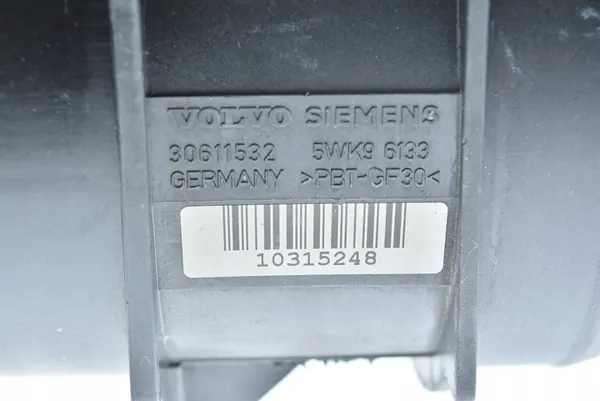 VOLVO SIEMENS
30611532 5WK9 6133
GERMANY >PBT-GF30<
10315248